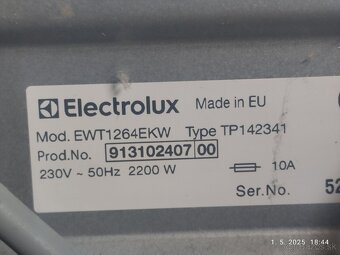 Electrolux Made in EU
Mod. EWT1264EKW Type TP142341
Prod.No. 913102407 00
230V ~ 50Hz 2200 W 10A
Ser.No. 52
1. 5. 2025 18:44